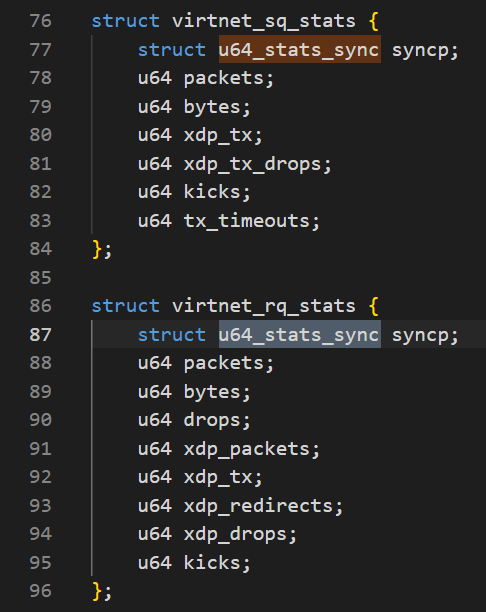 76 struct virtnet_sq_stats {
77     struct u64_stats_sync syncp;
78     u64 packets;
79     u64 bytes;
80     u64 xdp_tx;
81     u64 xdp_tx_drops;
82     u64 kicks;
83     u64 tx_timeouts;
84 };
85
86 struct virtnet_rq_stats {
87     struct u64_stats_sync syncp;
88     u64 packets;
89     u64 bytes;
90     u64 drops;
91     u64 xdp_packets;
92     u64 xdp_tx;
93     u64 xdp_redirects;
94     u64 xdp_drops;
95     u64 kicks;
96 };